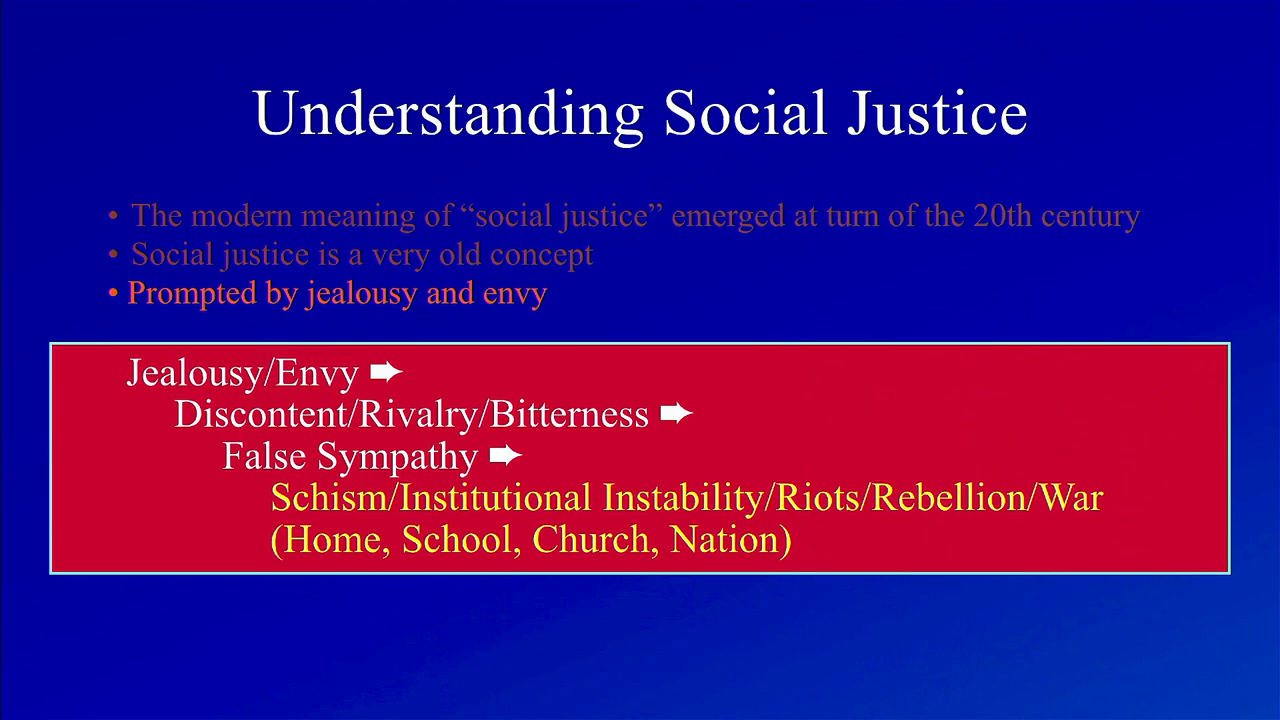 Understanding Social Justice
• The modern meaning of “social justice” emerged at turn of the 20th century
• Social justice is a very old concept
• Prompted by jealousy and envy
Jealousy/Envy ➨
Discontent/Rivalry/Bitterness ➨
False Sympathy ➨
Schism/Institutional Instability/Riots/Rebellion/War
(Home, School, Church, Nation)